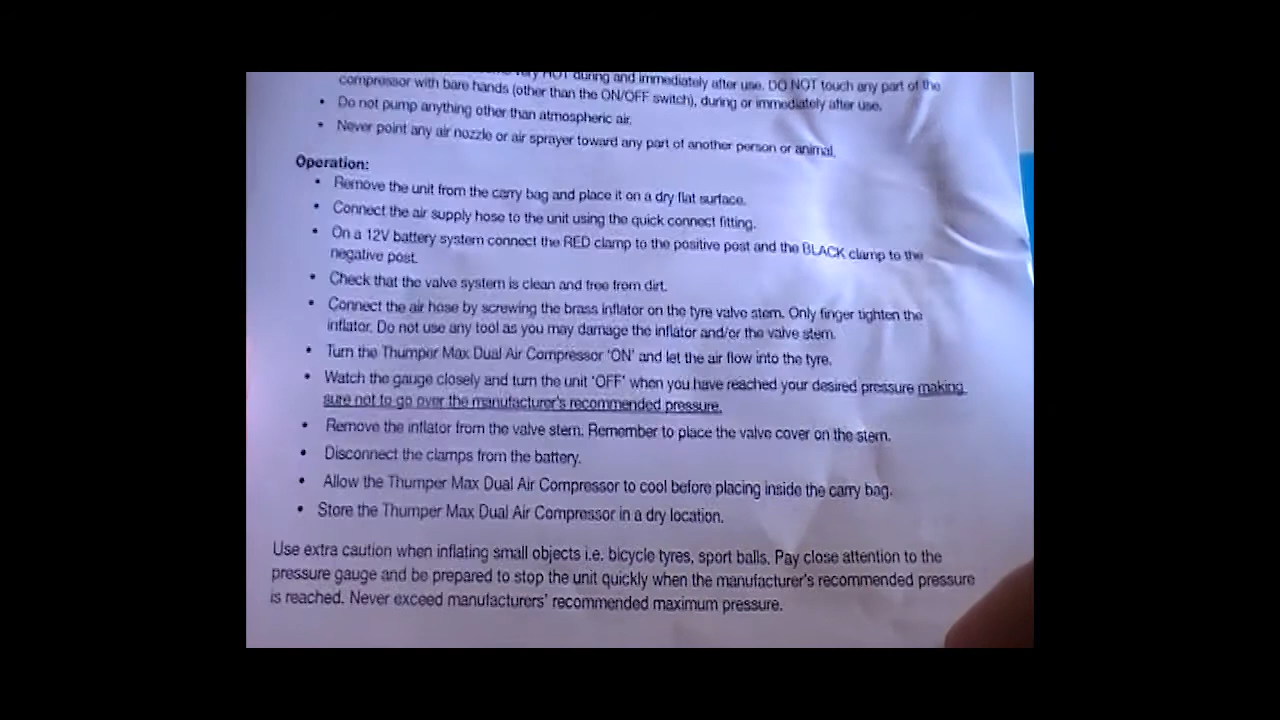 HOT during and immediately after use. DO NOT touch any part of the
compressor with bare hands (other than the ON/OFF switch), during or immediately after use.
• Do not pump anything other than atmospheric air.
• Never point any air nozzle or air sprayer toward any part of another person or animal.
Operation:
• Remove the unit from the carry bag and place it on a dry flat surface.
• Connect the air supply hose to the unit using the quick connect fitting.
• On a 12V battery system connect the RED clamp to the positive post and the BLACK clamp to the
negative post.
• Check that the valve system is clean and free from dirt.
• Connect the air hose by screwing the brass inflator on the tyre valve stem. Only finger tighten the
inflator. Do not use any tool as you may damage the inflator and/or the valve stem.
• Turn the Thumper Max Dual Air Compressor 'ON' and let the air flow into the tyre.
• Watch the gauge closely and turn the unit 'OFF' when you have reached your desired pressure making
sure not to go over the manufacturer's recommended pressure.
• Remove the inflator from the valve stem. Remember to place the valve cover on the stem.
• Disconnect the clamps from the battery.
• Allow the Thumper Max Dual Air Compressor to cool before placing inside the carry bag.
• Store the Thumper Max Dual Air Compressor in a dry location.
Use extra caution when inflating small objects i.e. bicycle tyres, sport balls. Pay close attention to the
pressure gauge and be prepared to stop the unit quickly when the manufacturer's recommended pressure
is reached. Never exceed manufacturers' recommended maximum pressure.